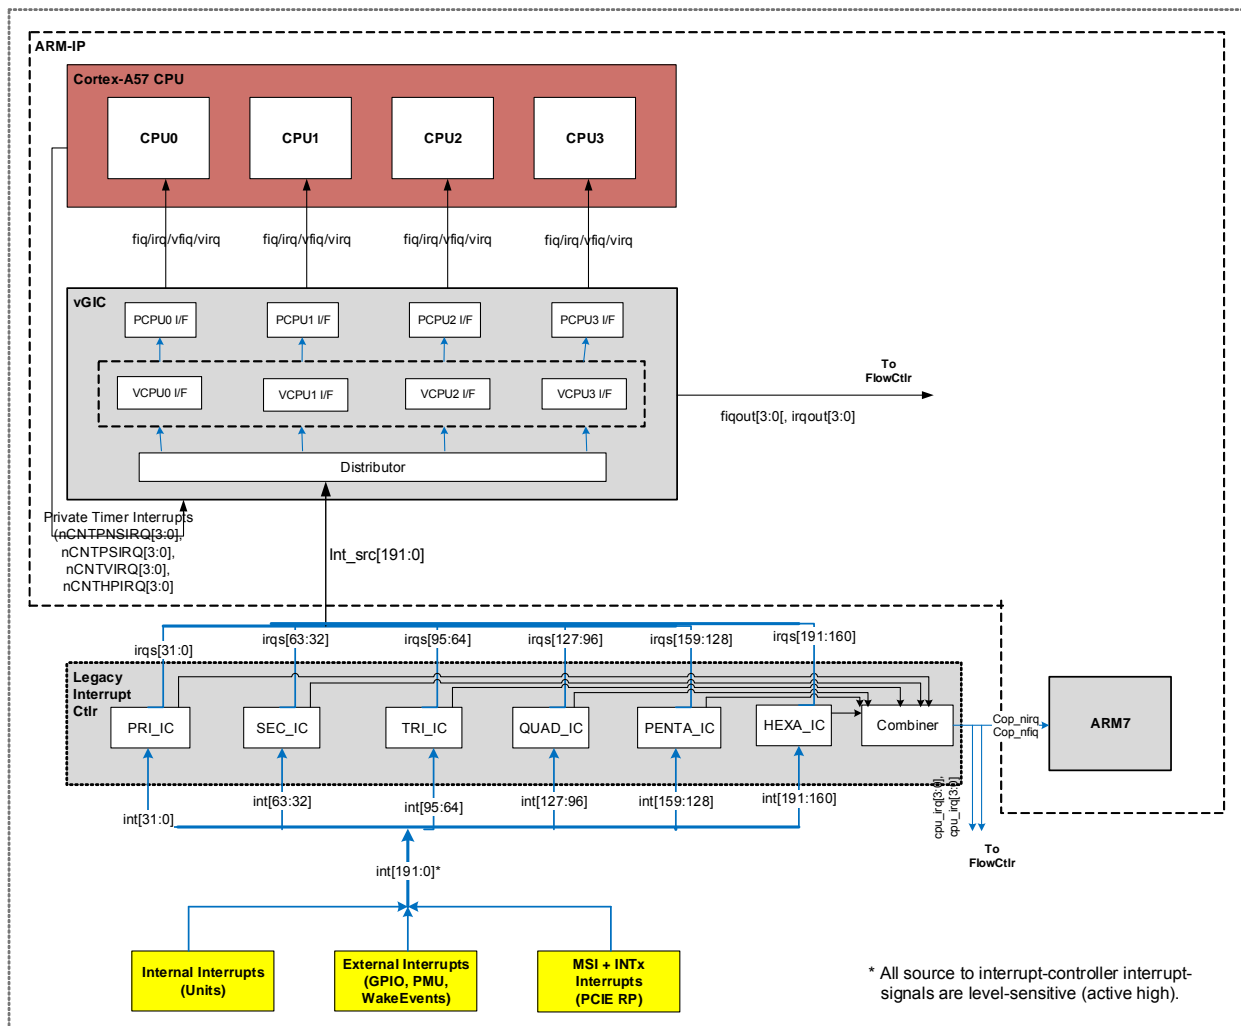 ARM-IP
Cortex-A57 CPU
CPU0
CPU1
CPU2
CPU3
fiq/irq/vfiq/virq
fiq/irq/vfiq/virq
fiq/irq/vfiq/virq
fiq/irq/vfiq/virq
vGIC
PCPU0 I/F
PCPU1 I/F
PCPU2 I/F
PCPU3 I/F
VCPU0 I/F
VCPU1 I/F
VCPU2 I/F
VCPU3 I/F
Distributor
To
FlowCtlr
fiqout[3:0[, irqout[3:0]
Private Timer Interrupts
(nCNTPNSIRQ[3:0],
nCNTPSIRQ[3:0],
nCNTVIRQ[3:0],
nCNTHPIRQ[3:0]
Int_src[191:0]
irqs[31:0]
irqs[63:32]
irqs[95:64]
irqs[127:96]
irqs[159:128]
irqs[191:160]
Legacy
Interrupt
Ctlr
PRI_IC
SEC_IC
TRI_IC
QUAD_IC
PENTA_IC
HEXA_IC
Combiner
Cop_nirq
Cop_nfiq
ARM7
int[31:0]
int[63:32]
int[95:64]
int[127:96]
int[159:128]
int[191:160]
cpu_irq[3:0],
cpu_irq[3:0]
To
FlowCtlr
int[191:0]*
Internal Interrupts
(Units)
External Interrupts
(GPIO, PMU,
WakeEvents)
MSI + INTx
Interrupts
(PCIE RP)
* All source to interrupt-controller interrupt-
signals are level-sensitive (active high).